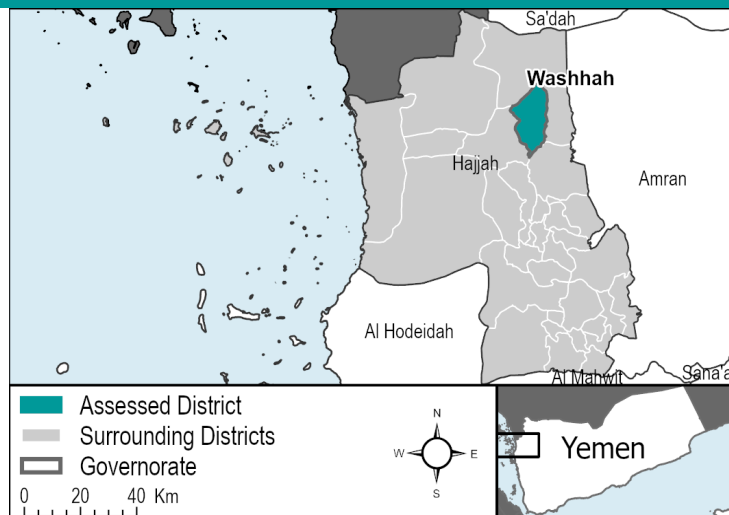 Sa'dah
Washhah
Hajjah
Amran
Al Hodeidah
Al Mahwit
Sana'a
Assessed District
Surrounding Districts
Governorate
0 20 40 Km
N
W E
S
Yemen